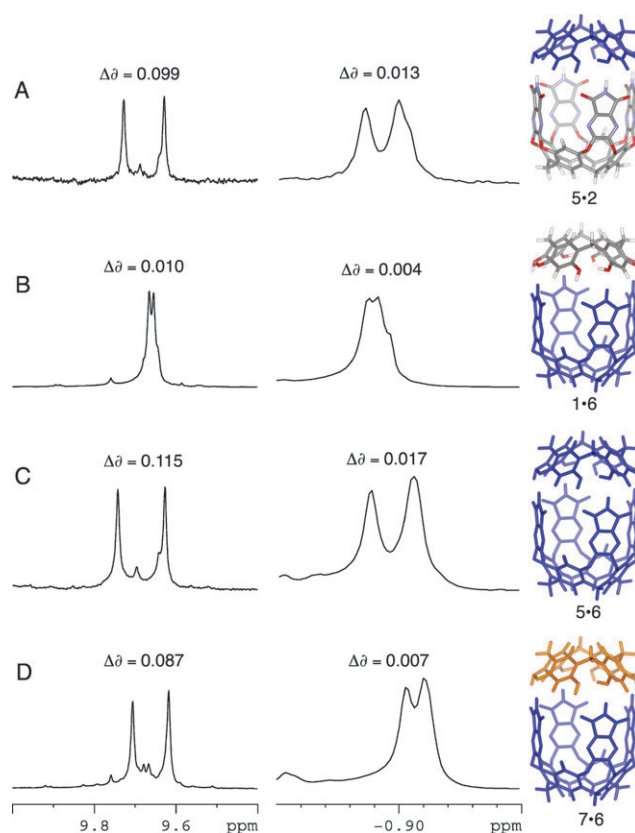 A
Δ∂ = 0.099
Δ∂ = 0.013
5•2
B
Δ∂ = 0.010
Δ∂ = 0.004
1•6
C
Δ∂ = 0.115
Δ∂ = 0.017
5•6
D
Δ∂ = 0.087
Δ∂ = 0.007
7•6
9.8 9.6 ppm
-0.90 ppm